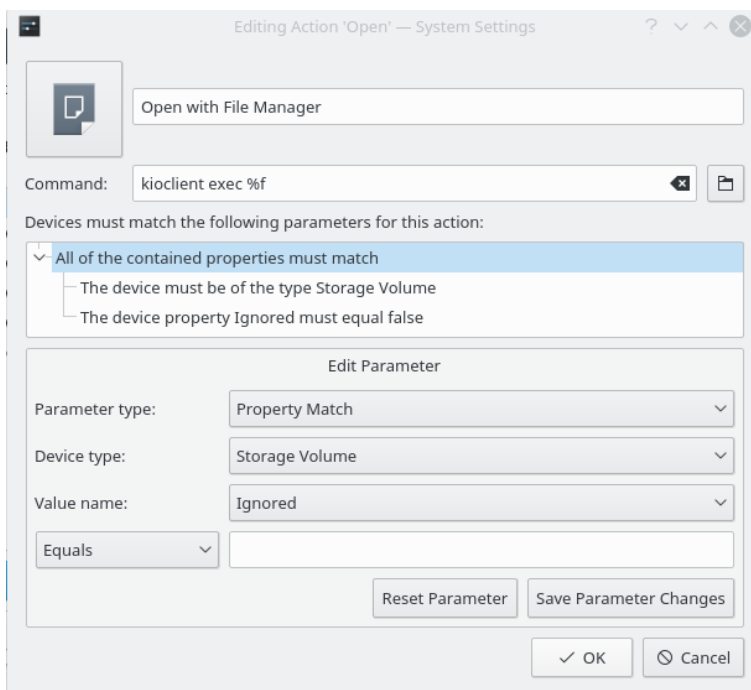 Editing Action 'Open' — System Settings
Open with File Manager
Command: kioclient exec %f
Devices must match the following parameters for this action:
All of the contained properties must match
The device must be of the type Storage Volume
The device property Ignored must equal false
Edit Parameter
Parameter type: Property Match
Device type: Storage Volume
Value name: Ignored
Equals
Reset Parameter Save Parameter Changes
OK Cancel